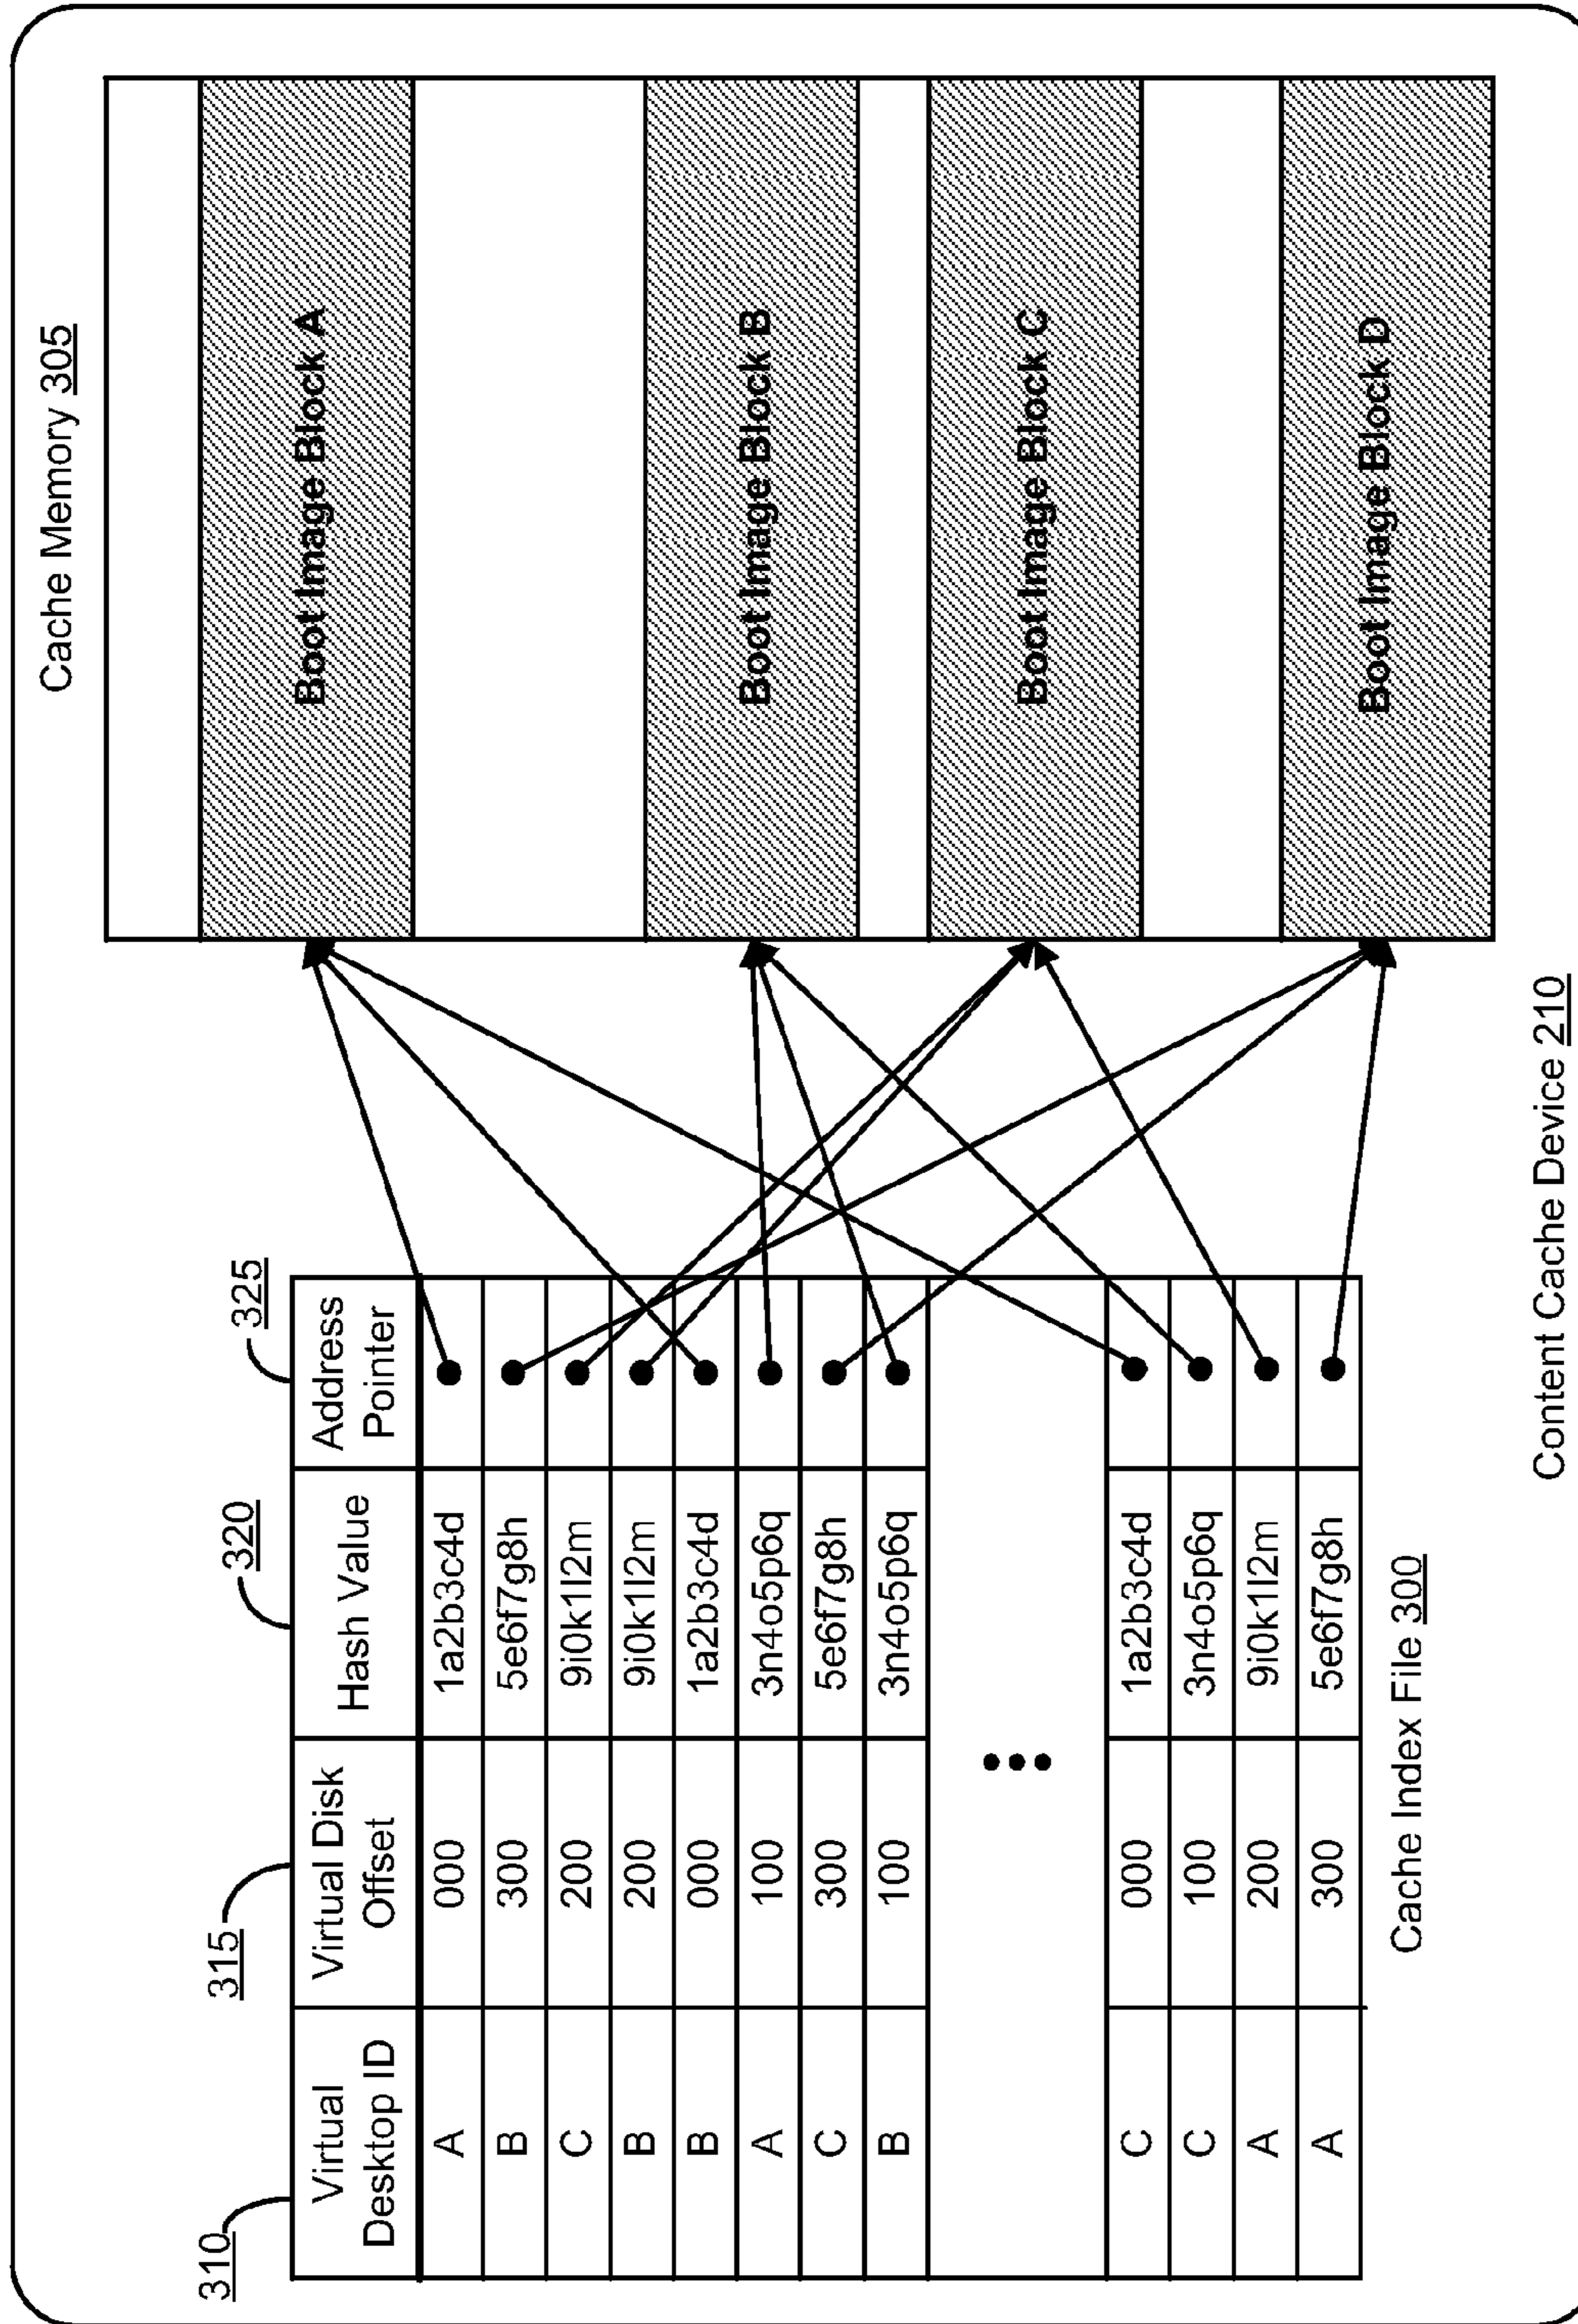 Cache Memory 305
310
315
320
325
Virtual Desktop ID Virtual Disk Offset Hash Value Address Pointer
A 000 1a2b3c4d
B 300 5e6f7g8h
C 200 9i0k1l2m
B 200 9i0k1l2m
B 000 1a2b3c4d
A 100 3n4o5p6q
C 300 5e6f7g8h
B 100 3n4o5p6q
C 000 1a2b3c4d
C 100 3n4o5p6q
A 200 9i0k1l2m
A 300 5e6f7g8h
Boot Image Block A
Boot Image Block B
Boot Image Block C
Boot Image Block D
Cache Index File 300
Content Cache Device 210